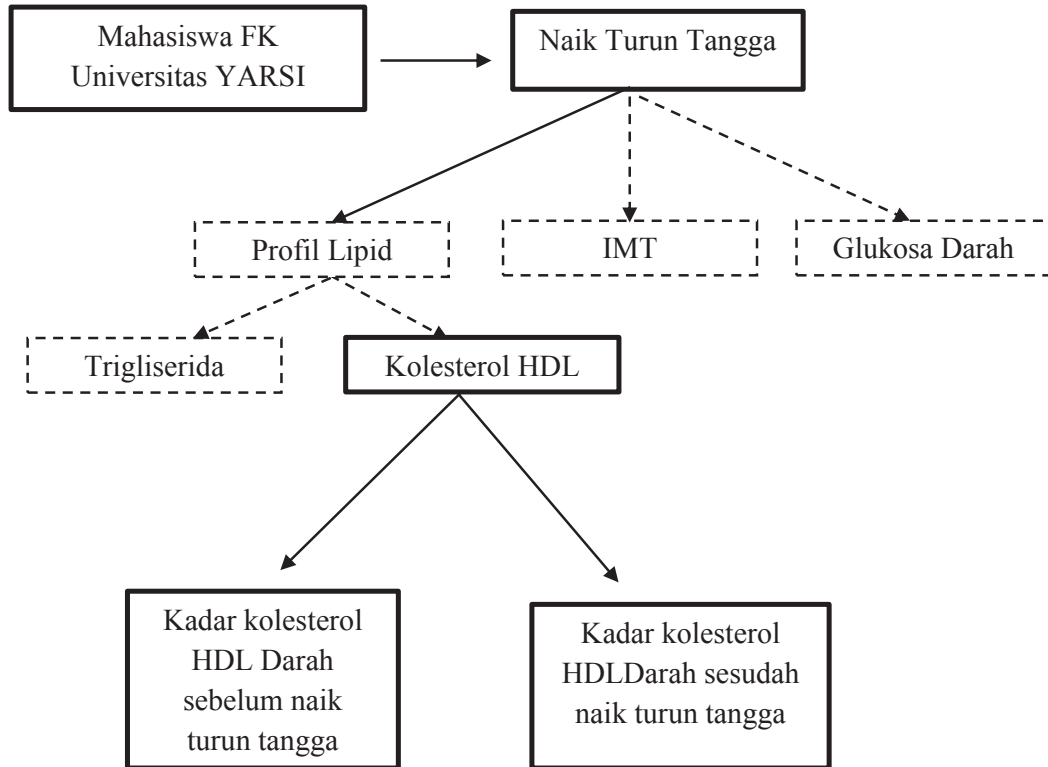 Mahasiswa FK
Universitas YARSI
Naik Turun Tangga
Profil Lipid
IMT
Glukosa Darah
Trigliserida
Kolesterol HDL
Kadar kolesterol
HDL Darah
sebelum naik
turun tangga
Kadar kolesterol
HDLDarah sesudah
naik turun tangga